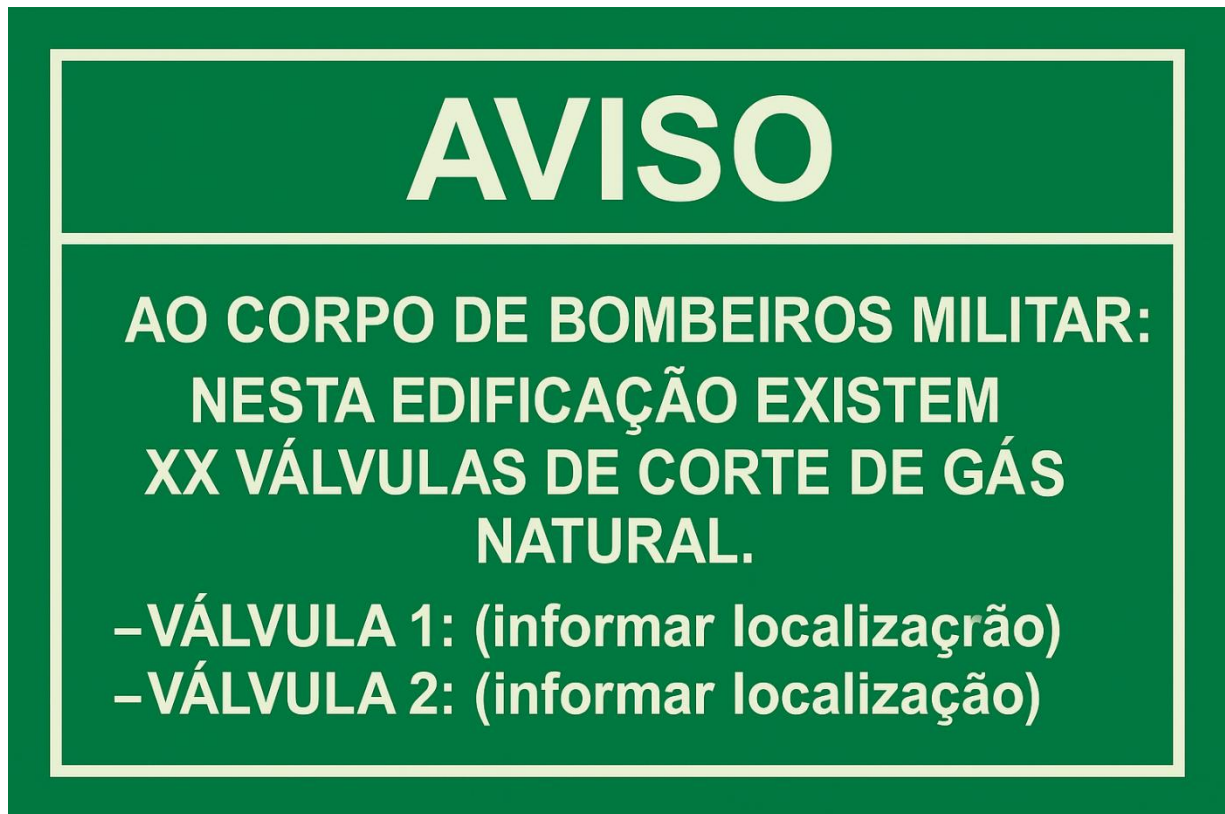 AVISO
AO CORPO DE BOMBEIROS MILITAR:
NESTA EDIFICAÇÃO EXISTEM
XX VÁLVULAS DE CORTE DE GÁS
NATURAL.
–VÁLVULA 1: (informar localizaçrão)
–VÁLVULA 2: (informar localização)